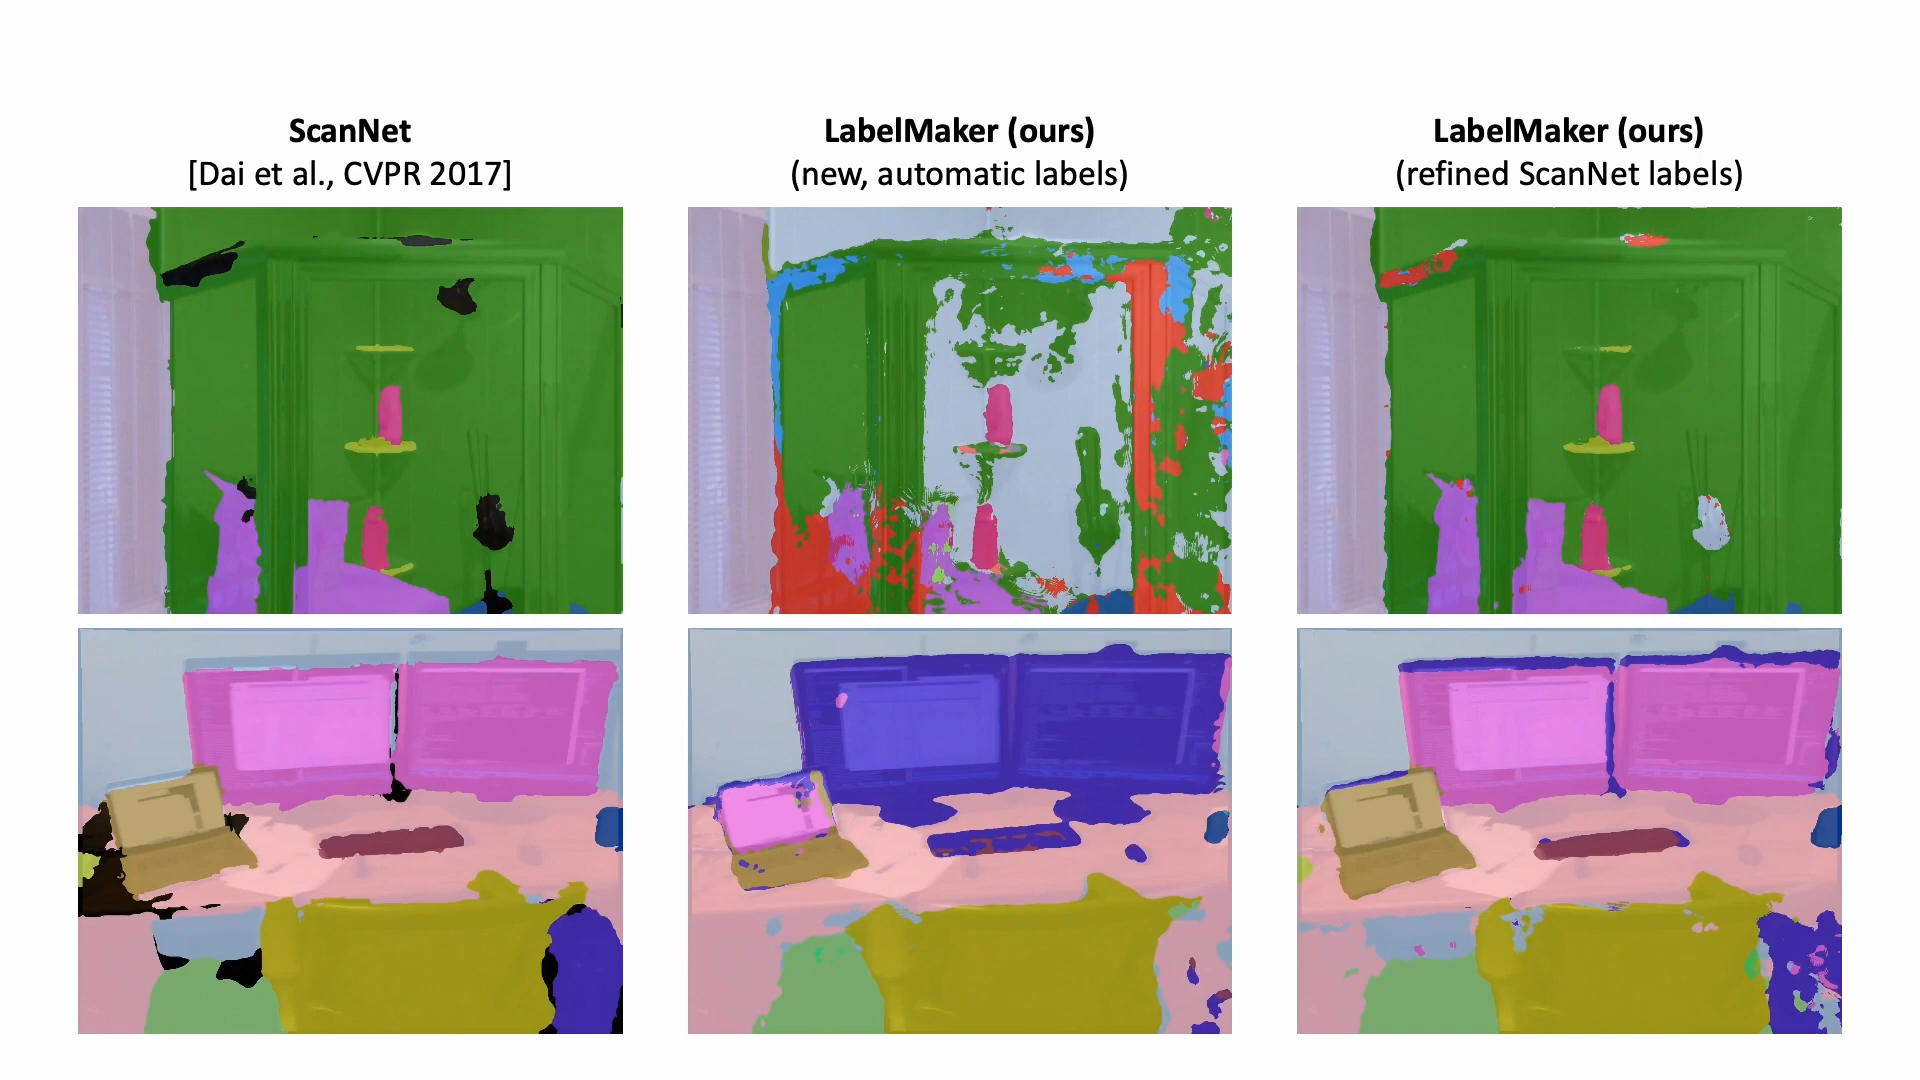 ScanNet
[Dai et al., CVPR 2017]
LabelMaker (ours)
(new, automatic labels)
LabelMaker (ours)
(refined ScanNet labels)